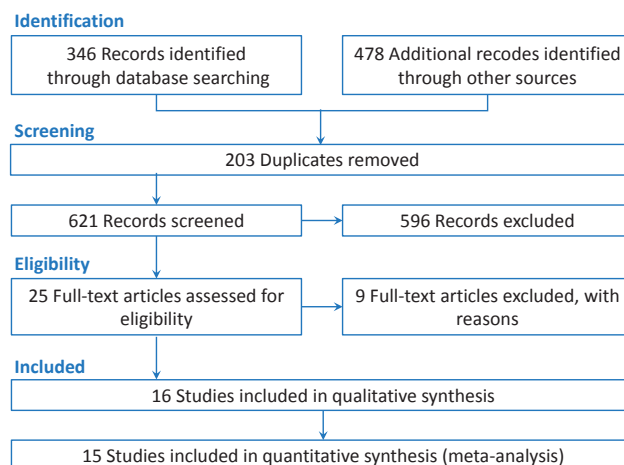 Identification
346 Records identified
through database searching
478 Additional recodes identified
through other sources
Screening
203 Duplicates removed
621 Records screened
596 Records excluded
Eligibility
25 Full-text articles assessed for
eligibility
9 Full-text articles excluded, with
reasons
Included
16 Studies included in qualitative synthesis
15 Studies included in quantitative synthesis (meta-analysis)